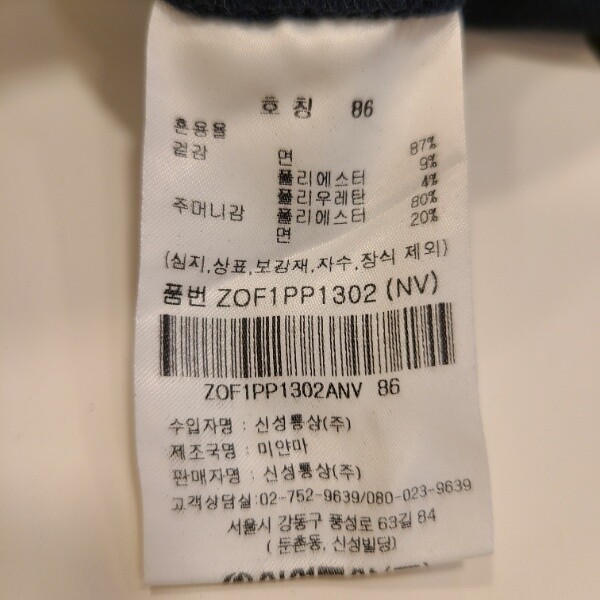 호 칭 86
혼용율
겉감 면 87%
폴리에스터 9%
폴리우레탄 4%
주머니감 폴리에스터 80%
면 20%
(심지,상표,보강재,자수,장식 제외)
품번 ZOF1PP1302 (NV)
ZOF1PP1302ANV 86
수입자명 : 신성통상(주)
제조국명 : 미얀마
판매자명 : 신성통상(주)
고객상담실:02-752-9639/080-023-9639
서울시 강동구 풍성로 63길 84
( 둔촌동, 신성빌딩)